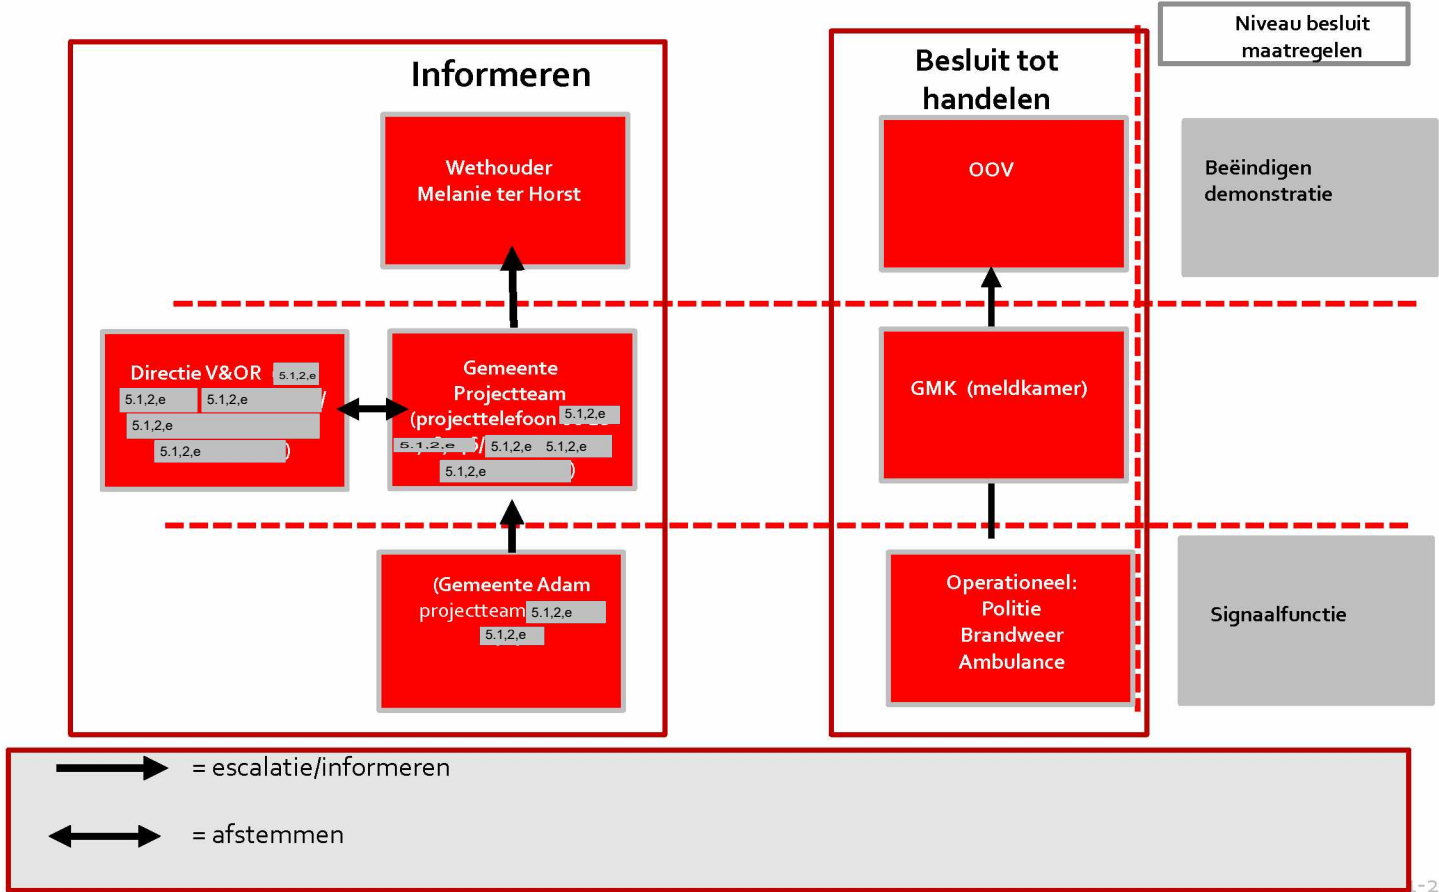 Niveau besluit
maatregelen
Informeren
Besluit tot
handelen
Wethouder
Melanie ter Horst
OOV
Beëindigen
demonstratie
Directie V&OR 5.1,2,e
5.1,2,e 5.1,2,e /
5.1,2,e
5.1,2,e )
Gemeente
Projectteam
(projecttelefoon 5.1,2,e
5.1,2,e / 5.1,2,e 5.1,2,e
5.1,2,e )
GMK (meldkamer)
(Gemeente Adam
projectteam 5.1,2,e
5.1,2,e
Operationeel:
Politie
Brandweer
Ambulance
Signaalfunctie
= escalatie/informeren
= afstemmen